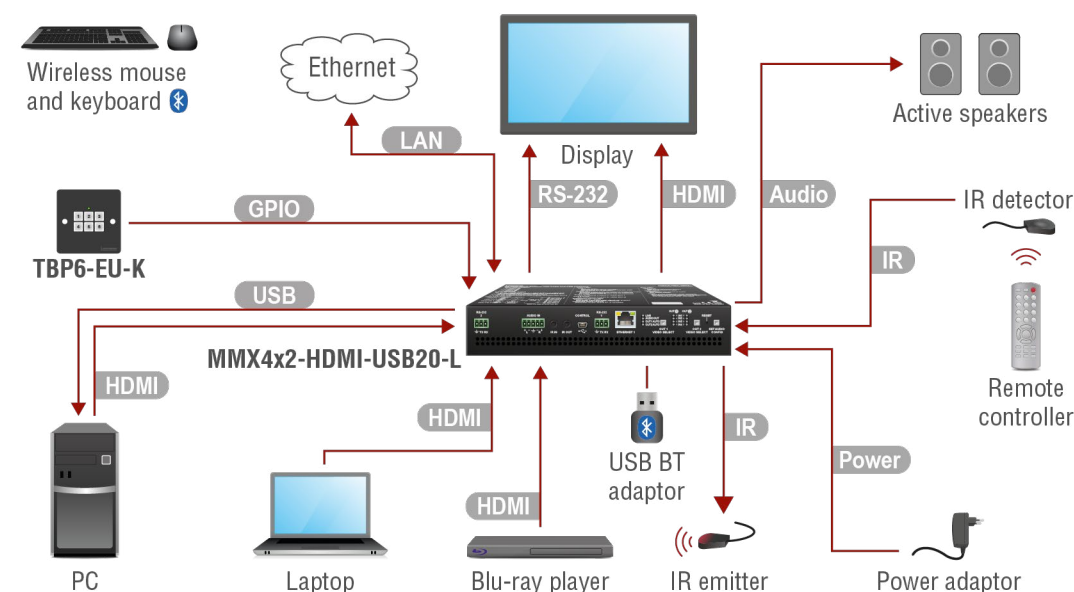 Wireless mouse
and keyboard
Ethernet
LAN
Display
RS-232
HDMI
Audio
Active speakers
IR detector
IR
GPIO
TBP6-EU-K
USB
MMX4x2-HDMI-USB20-L
HDMI
Remote
controller
HDMI
IR
USB BT
adaptor
Power
HDMI
PC
Laptop
Blu-ray player
IR emitter
Power adaptor